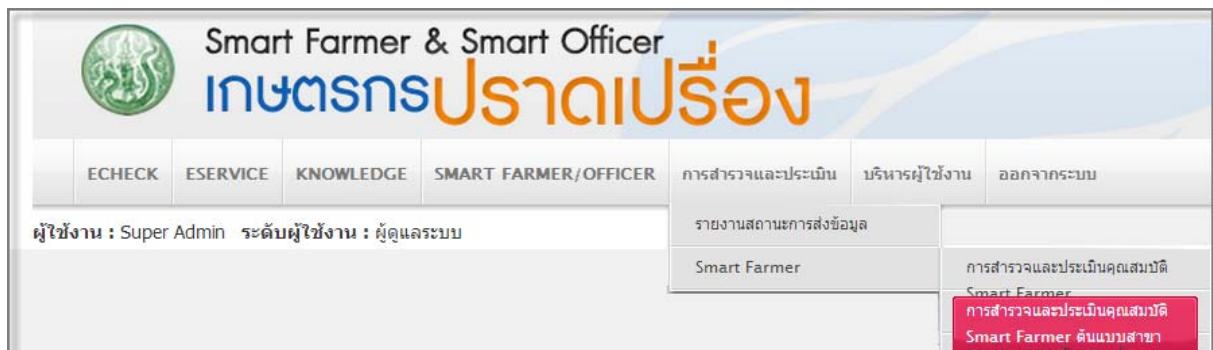 Smart Farmer & Smart Officer
เกษตรกรปราดเปรื่อง
ECHECK ESERVICE KNOWLEDGE SMART FARMER/OFFICER การสำรวจและประเมิน บริหารผู้ใช้งาน ออกจากระบบ
ผู้ใช้งาน : Super Admin ระดับผู้ใช้งาน : ผู้ดูแลระบบ
รายงานสถานะการส่งข้อมูล
Smart Farmer
การสำรวจและประเมินคุณสมบัติ
Smart Farmer
การสำรวจและประเมินคุณสมบัติ
Smart Farmer ต้นแบบสาขา